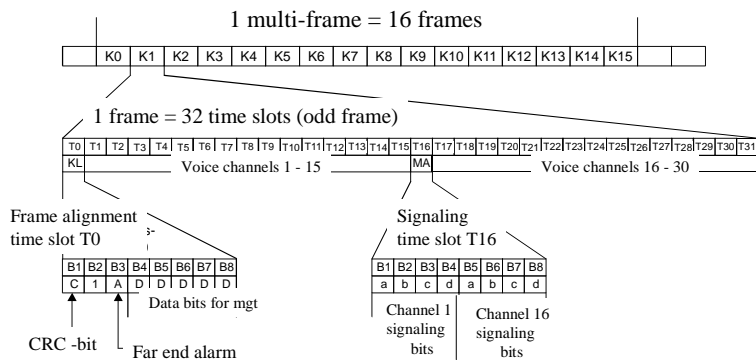 1 multi-frame = 16 frames
K0 K1 K2 K3 K4 K5 K6 K7 K8 K9 K10 K11 K12 K13 K14 K15
1 frame = 32 time slots (odd frame)
T0 T1 T2 T3 T4 T5 T6 T7 T8 T9 T10 T11 T12 T13 T14 T15 T16 T17 T18 T19 T20 T21 T22 T23 T24 T25 T26 T27 T28 T29 T30 T31
KL Voice channels 1 - 15 MA Voice channels 16 - 30
Frame alignment
time slot T0
s-
Signaling
time slot T16
B1 B2 B3 B4 B5 B6 B7 B8
C 1 A D D D D D
Data bits for mgt
CRC -bit
Far end alarm
B1 B2 B3 B4 B5 B6 B7 B8
a b c d a b c d
Channel 1
signaling
bits
Channel 16
signaling
bits